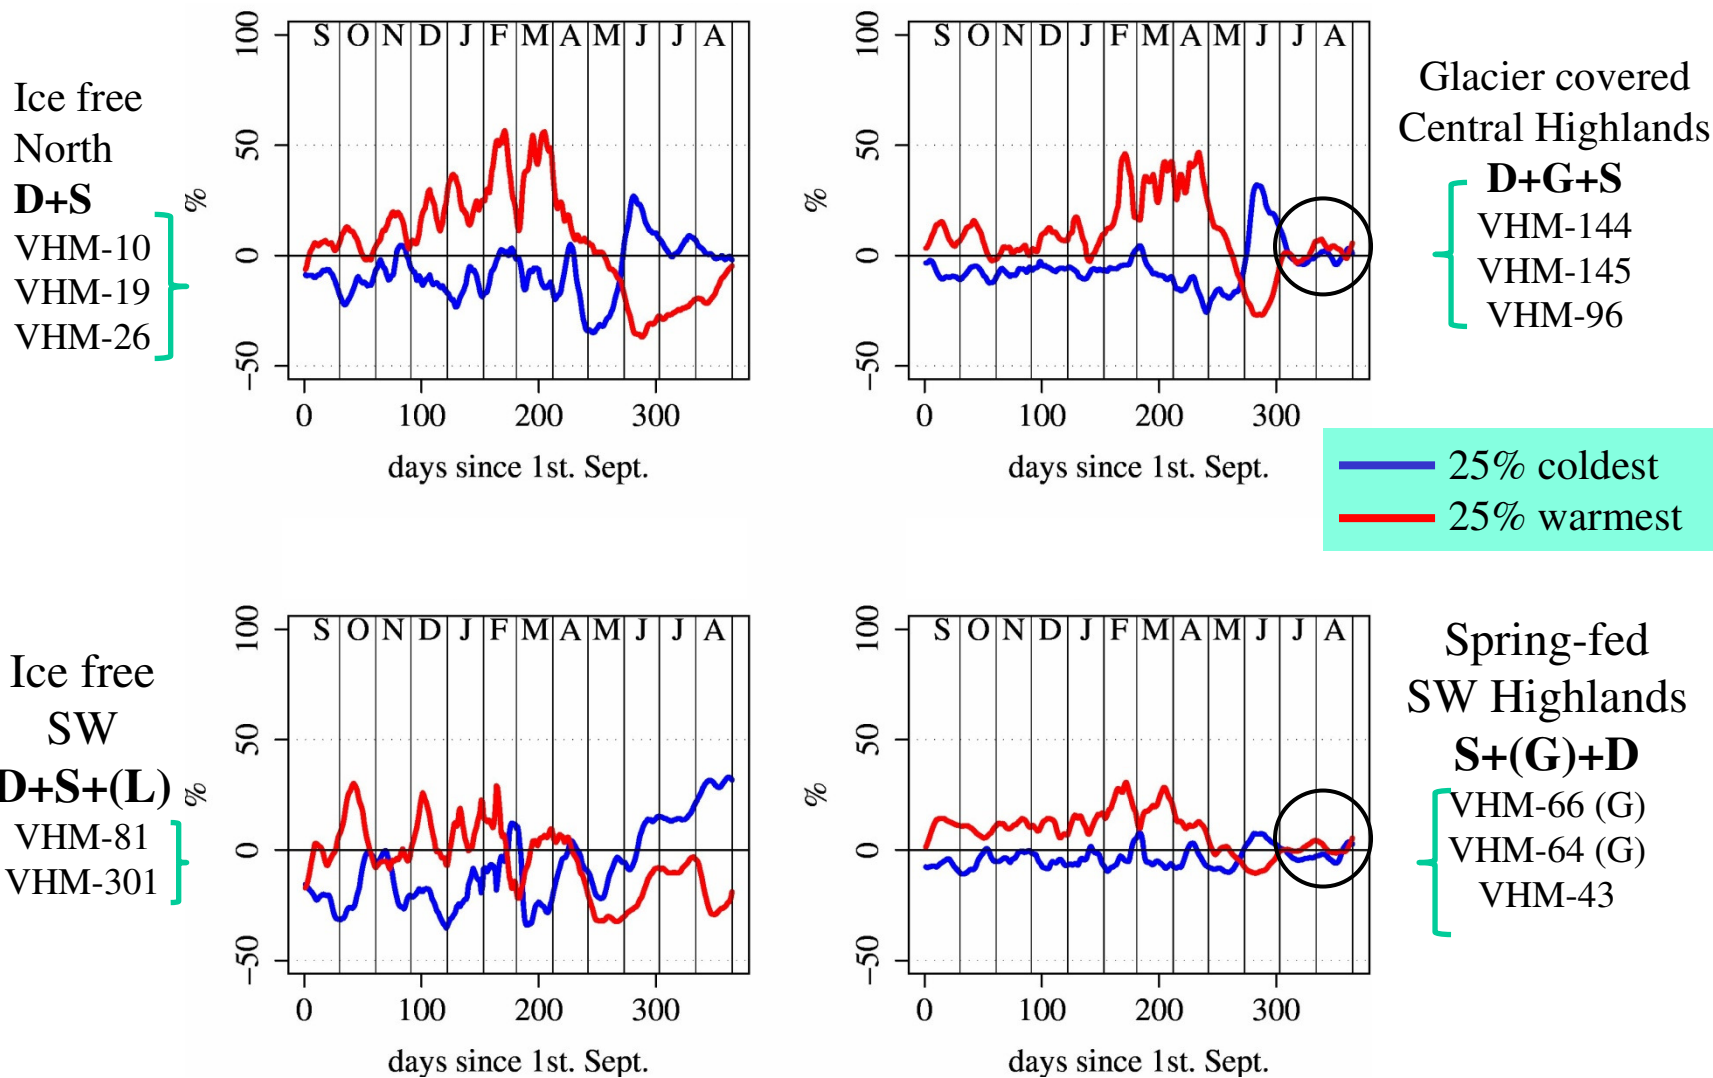 Ice free
North
D+S
VHM-10
VHM-19
VHM-26
100
50
0
−50
%
S O N D J F M A M J J A
0 100 200 300
days since 1st. Sept.
100
50
0
−50
%
S O N D J F M A M J J A
0 100 200 300
days since 1st. Sept.
Glacier covered
Central Highlands
D+G+S
VHM-144
VHM-145
VHM-96
25% coldest
25% warmest
Ice free
SW
D+S+(L)
VHM-81
VHM-301
100
50
0
−50
%
S O N D J F M A M J J A
0 100 200 300
days since 1st. Sept.
100
50
0
−50
%
S O N D J F M A M J J A
0 100 200 300
days since 1st. Sept.
Spring-fed
SW Highlands
S+(G)+D
VHM-66 (G)
VHM-64 (G)
VHM-43